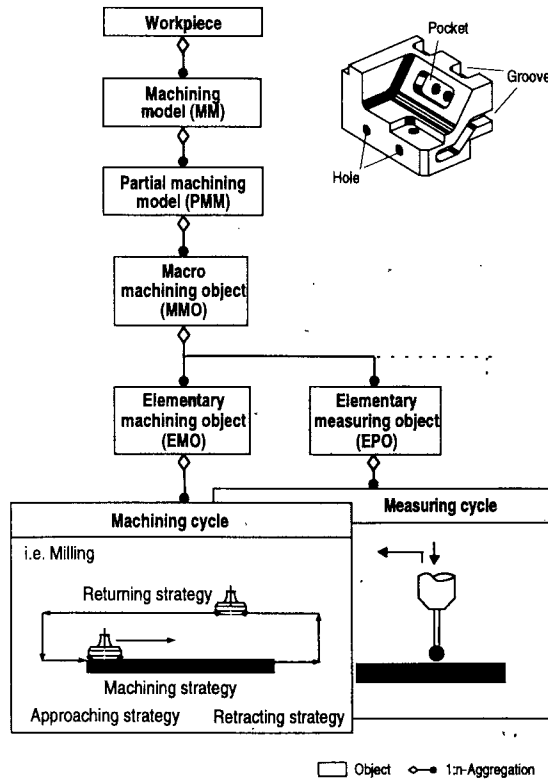 Workpiece
Pocket
Groove
Machining
model (MM)
Hole
Partial machining
model (PMM)
Macro
machining object
(MMO)
Elementary
machining object
(EMO)
Elementary
measuring object
(EPO)
Machining cycle
Measuring cycle
i.e. Milling
Returning strategy
Machining strategy
Approaching strategy
Retracting strategy
Object
1:n-Aggregation